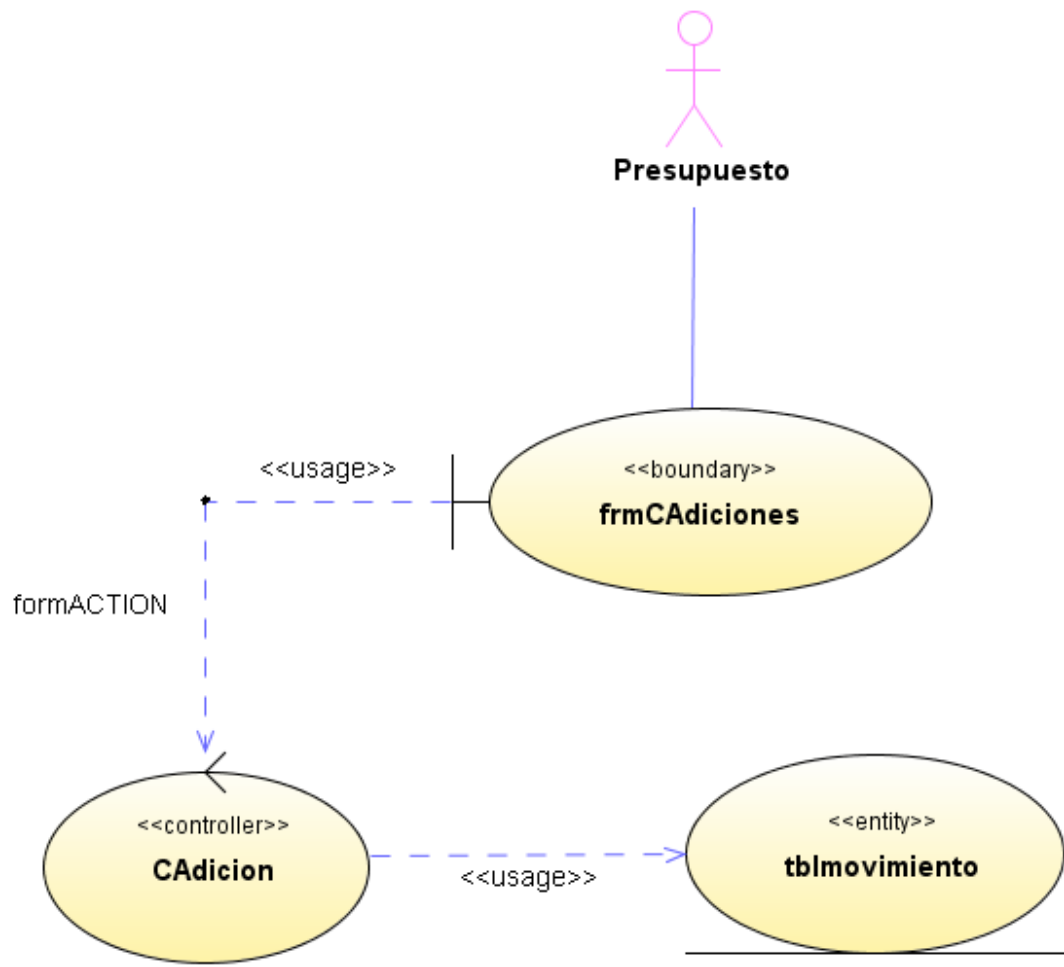 Presupuesto
<<usage>>
<<boundary>>
frmCAdiciones
formACTION
<<controller>>
CAdicion
<<usage>>
<<entity>>
tblmovimiento